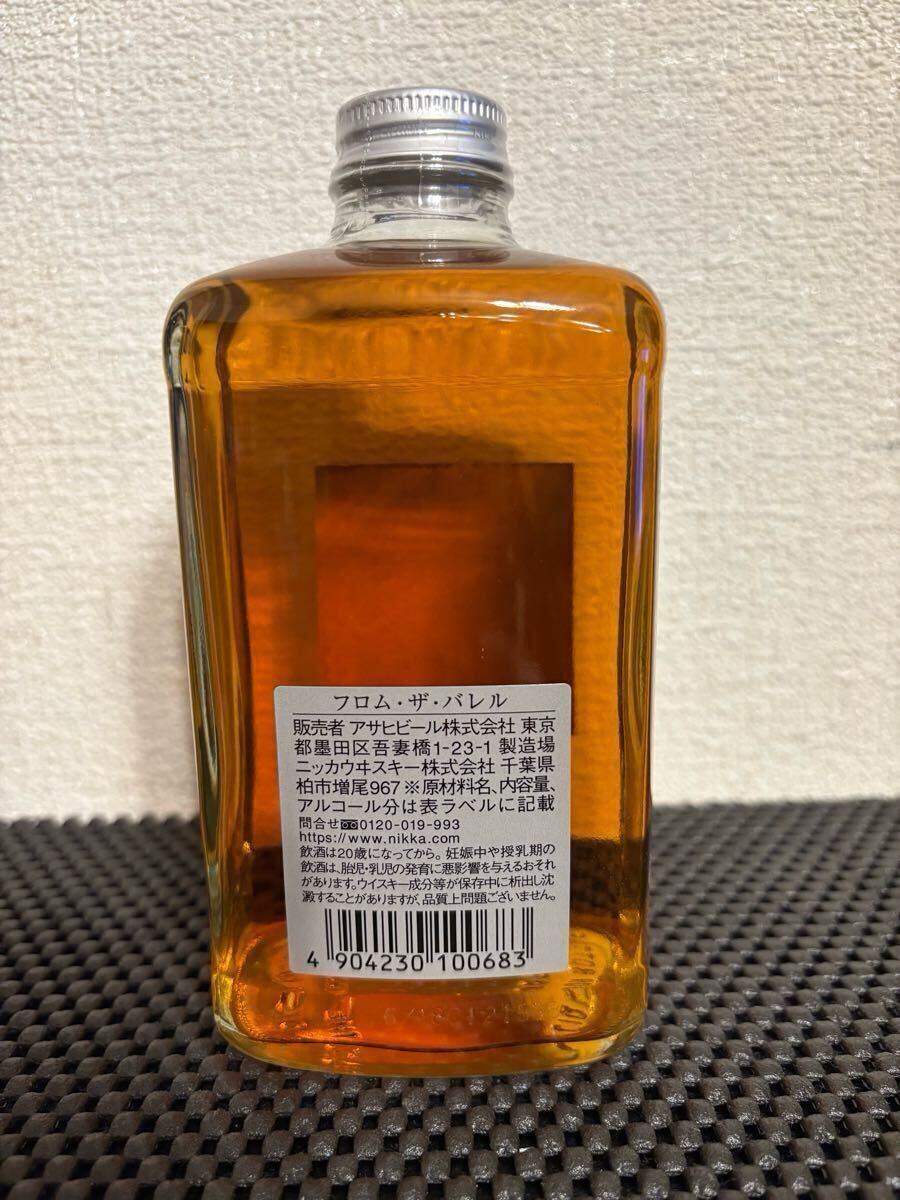 フロム・ザ・バレル
販売者 アサヒビール株式会社 東京
都墨田区吾妻橋1-23-1 製造場
ニッカウヰスキー株式会社 千葉県
柏市増尾967 ※原材料名、内容量、
アルコール分は表ラベルに記載
問合せ☎0120-019-993
https://www.nikka.com
飲酒は20歳になってから。妊娠中や授乳期の
飲酒は、胎児・乳児の発育に悪影響を与えるおそれ
があります。ウイスキー成分等が保存中に析出し沈
澱することがありますが、品質上問題ございません。
4 904230 100683